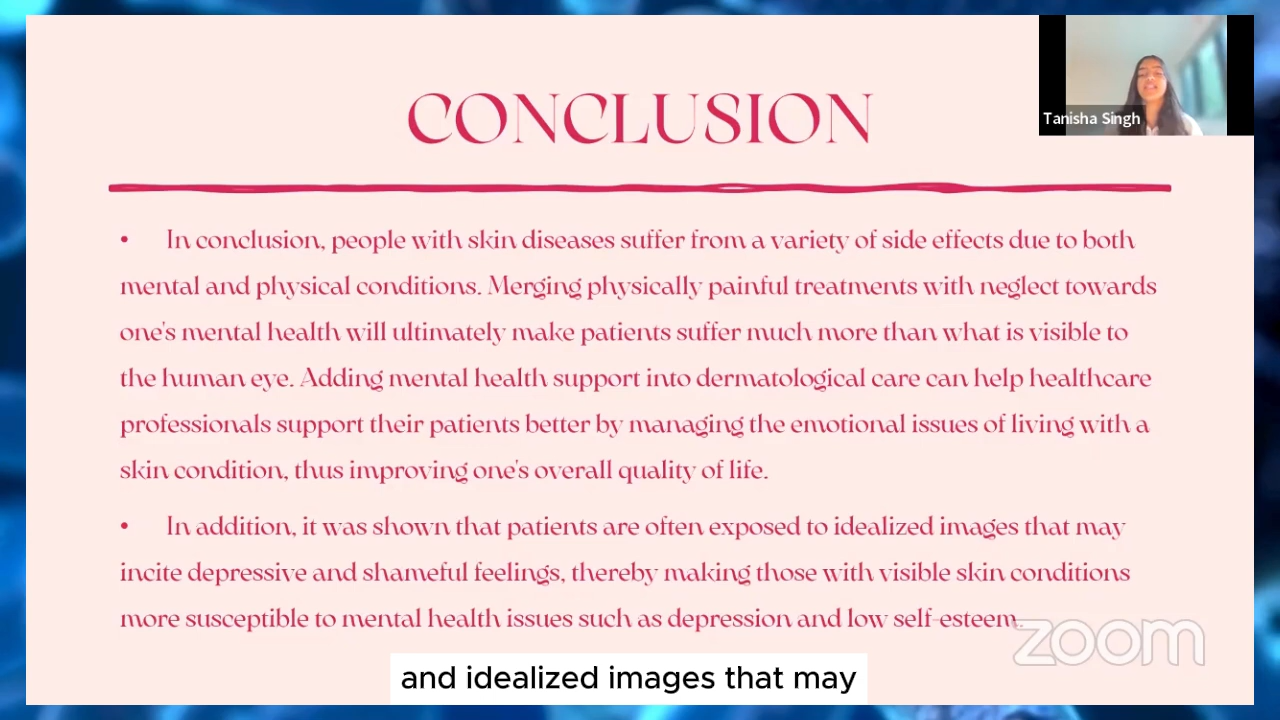 CONCLUSION
Tanisha Singh
• In conclusion, people with skin diseases suffer from a variety of side effects due to both
mental and physical conditions. Merging physically painful treatments with neglect towards
one's mental health will ultimately make patients suffer much more than what is visible to
the human eye. Adding mental health support into dermatological care can help healthcare
professionals support their patients better by managing the emotional issues of living with a
skin condition, thus improving one's overall quality of life.
• In addition, it was shown that patients are often exposed to idealized images that may
incite depressive and shameful feelings, thereby making those with visible skin conditions
more susceptible to mental health issues such as depression and low self-esteem.
zoom
and idealized images that may